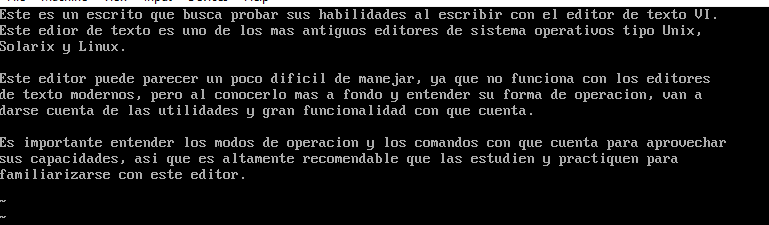 Este es un escrito que busca probar sus habilidades al escribir con el editor de texto VI.
Este edior de texto es uno de los mas antiguos editores de sistema operativos tipo Unix,
Solarix y Linux.
Este editor puede parecer un poco dificil de manejar, ya que no funciona con los editores
de texto modernos, pero al conocerlo mas a fondo y entender su forma de operacion, van a
darse cuenta de las utilidades y gran funcionalidad con que cuenta.
Es importante entender los modos de operacion y los comandos con que cuenta para aprovechar
sus capacidades, asi que es altamente recomendable que las estudien y practiquen para
familiarizarse con este editor.
~
~